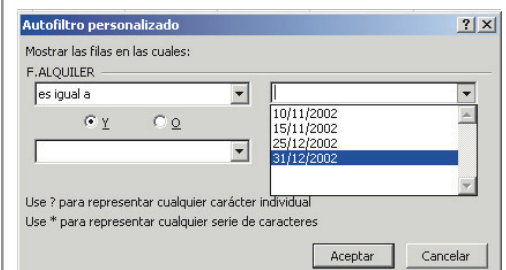 Autofiltro personalizado
Mostrar las filas en las cuales:
F.ALQUILER
es igual a
Y O
10/11/2002
15/11/2002
25/12/2002
31/12/2002
Use ? para representar cualquier carácter individual
Use * para representar cualquier serie de caracteres
Aceptar Cancelar